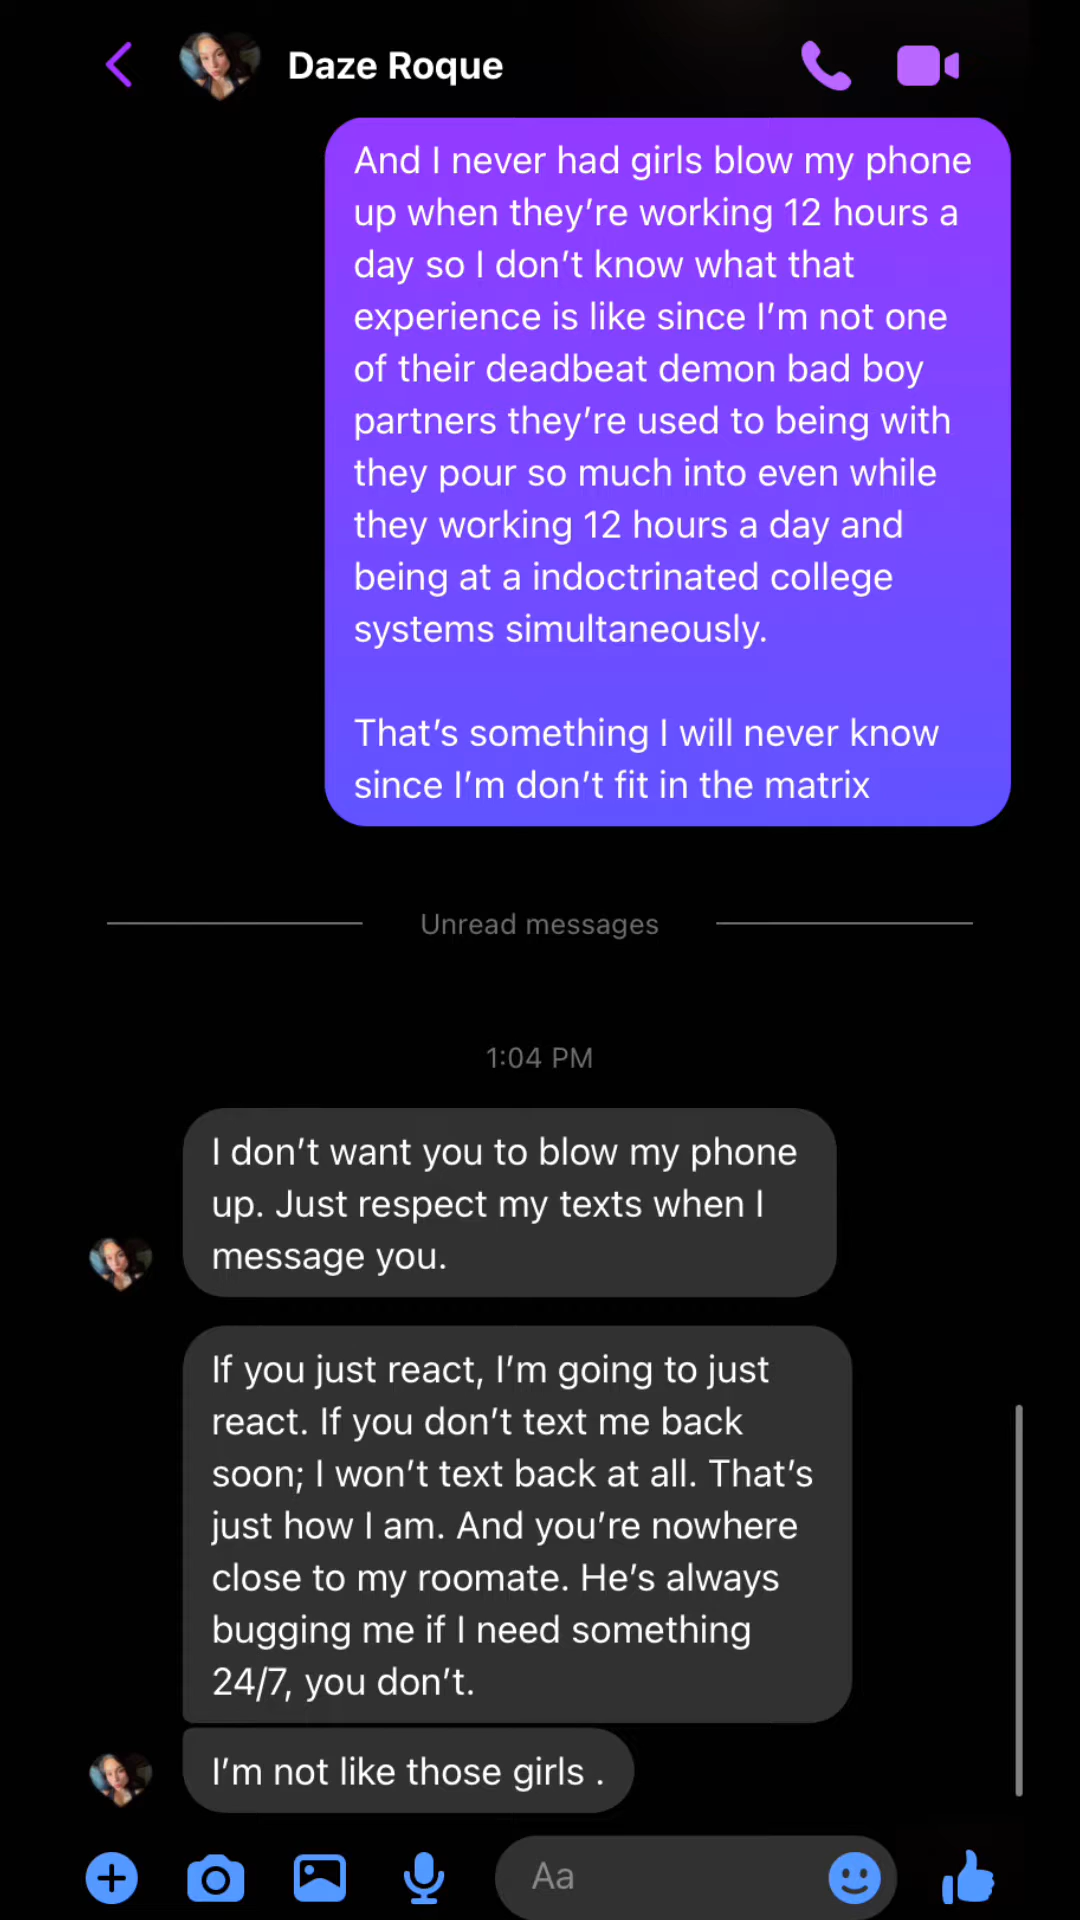 Daze Roque
And I never had girls blow my phone
up when they’re working 12 hours a
day so I don’t know what that
experience is like since I’m not one
of their deadbeat demon bad boy
partners they’re used to being with
they pour so much into even while
they working 12 hours a day and
being at a indoctrinated college
systems simultaneously.
That’s something I will never know
since I’m don’t fit in the matrix
Unread messages
1:04 PM
I don’t want you to blow my phone
up. Just respect my texts when I
message you.
If you just react, I’m going to just
react. If you don’t text me back
soon; I won’t text back at all. That’s
just how I am. And you’re nowhere
close to my roomate. He’s always
bugging me if I need something
24/7, you don’t.
I’m not like those girls .
Aa